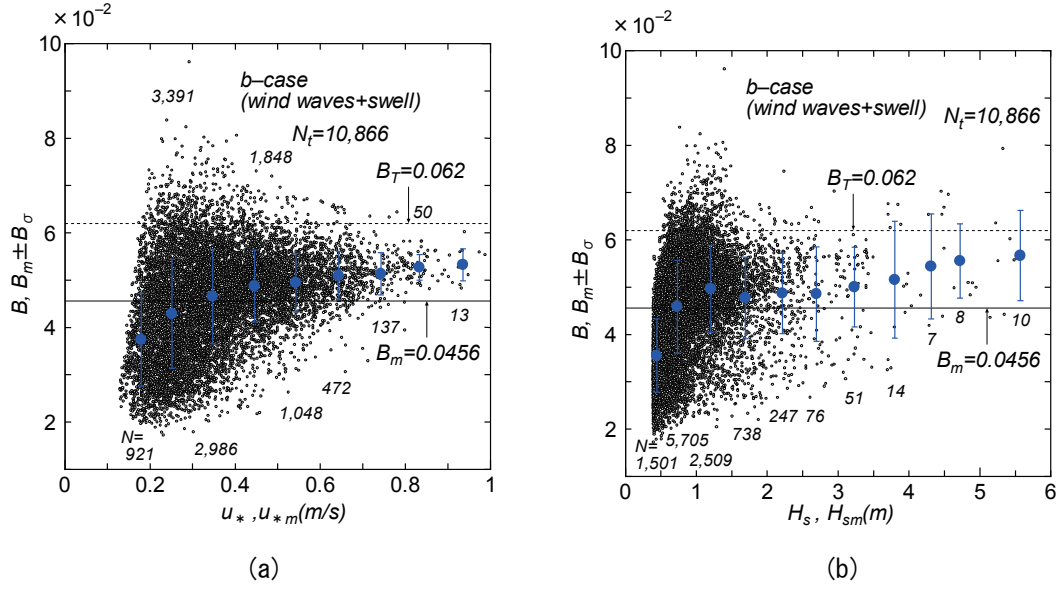 × 10⁻²
10
8
6
4
2
B, Bₘ±B_σ
b–case
(wind waves+swell)
Nₜ=10,866
3,391
1,848
B_T=0.062
50
137
13
Bₘ=0.0456
472
1,048
N=
921
2,986
0 0.2 0.4 0.6 0.8 1
u⁎ ,u⁎ₘ(m/s)
(a)
× 10⁻²
10
8
6
4
2
B, Bₘ±B_σ
b–case
(wind waves+swell)
Nₜ=10,866
B_T=0.062
8
10
7
Bₘ=0.0456
14
51
247 76
738
N= 5,705
1,501 2,509
0 1 2 3 4 5 6
Hₛ , Hₛₘ(m)
(b)